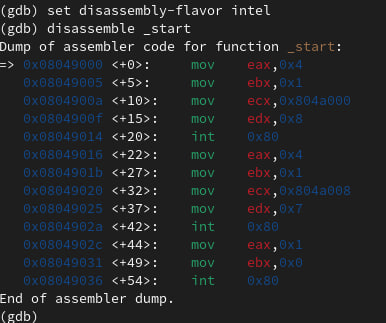 (gdb) set disassembly-flavor intel
(gdb) disassemble _start
Dump of assembler code for function _start:
=> 0x08049000 <+0>:     mov    eax,0x4
   0x08049005 <+5>:     mov    ebx,0x1
   0x0804900a <+10>:    mov    ecx,0x804a000
   0x0804900f <+15>:    mov    edx,0x8
   0x08049014 <+20>:    int    0x80
   0x08049016 <+22>:    mov    eax,0x4
   0x0804901b <+27>:    mov    ebx,0x1
   0x08049020 <+32>:    mov    ecx,0x804a008
   0x08049025 <+37>:    mov    edx,0x7
   0x0804902a <+42>:    int    0x80
   0x0804902c <+44>:    mov    eax,0x1
   0x08049031 <+49>:    mov    ebx,0x0
   0x08049036 <+54>:    int    0x80
End of assembler dump.
(gdb)